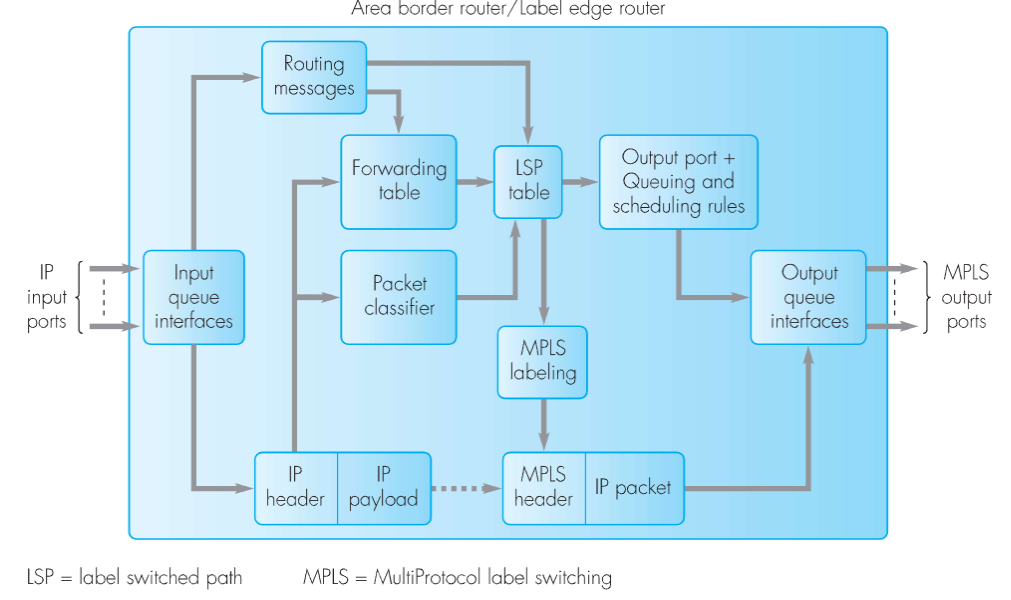 Area border router/Label edge router
Routing
messages
Forwarding
table
LSP
table
Output port +
Queuing and
scheduling rules
IP
input
ports
Input
queue
interfaces
Packet
classifier
Output
queue
interfaces
MPLS
output
ports
MPLS
labeling
IP
header
IP
payload
MPLS
header
IP packet
LSP = label switched path
MPLS = MultiProtocol label switching